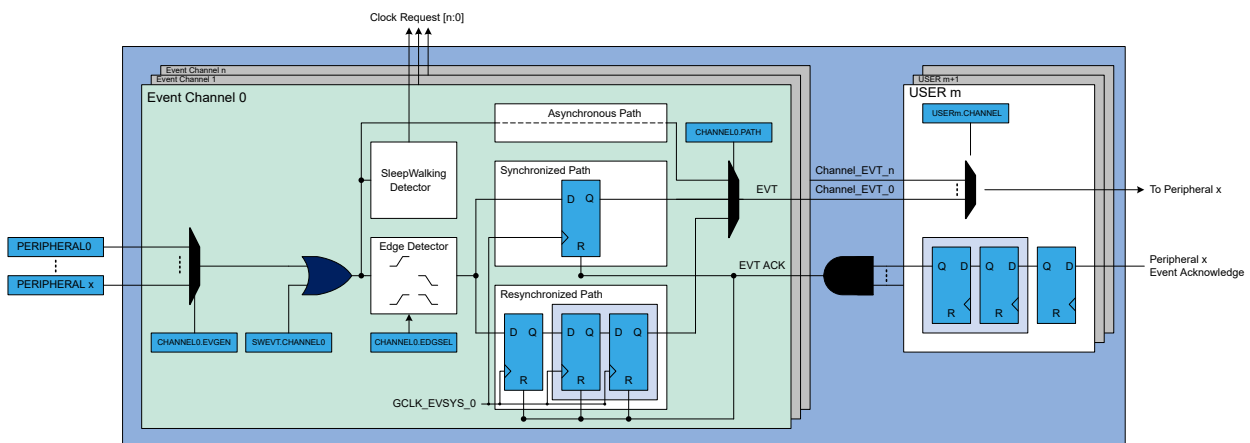 Clock Request [n:0]
Event Channel n
Event Channel 1
Event Channel 0
USER m+1
USER m
Asynchronous Path
CHANNEL0.PATH
USERm.CHANNEL
SleepWalking
Detector
Synchronized Path
D Q
R
EVT
Channel_EVT_n
Channel_EVT_0
To Peripheral x
PERIPHERAL0
PERIPHERAL x
Edge Detector
EVT ACK
Q D
Q D
Q D
R
R
R
Peripheral x
Event Acknowledge
Resynchronized Path
D Q
D Q
D Q
R
R
R
CHANNEL0.EVGEN
SWEVT.CHANNEL0
CHANNEL0.EDGSEL
GCLK_EVSYS_0